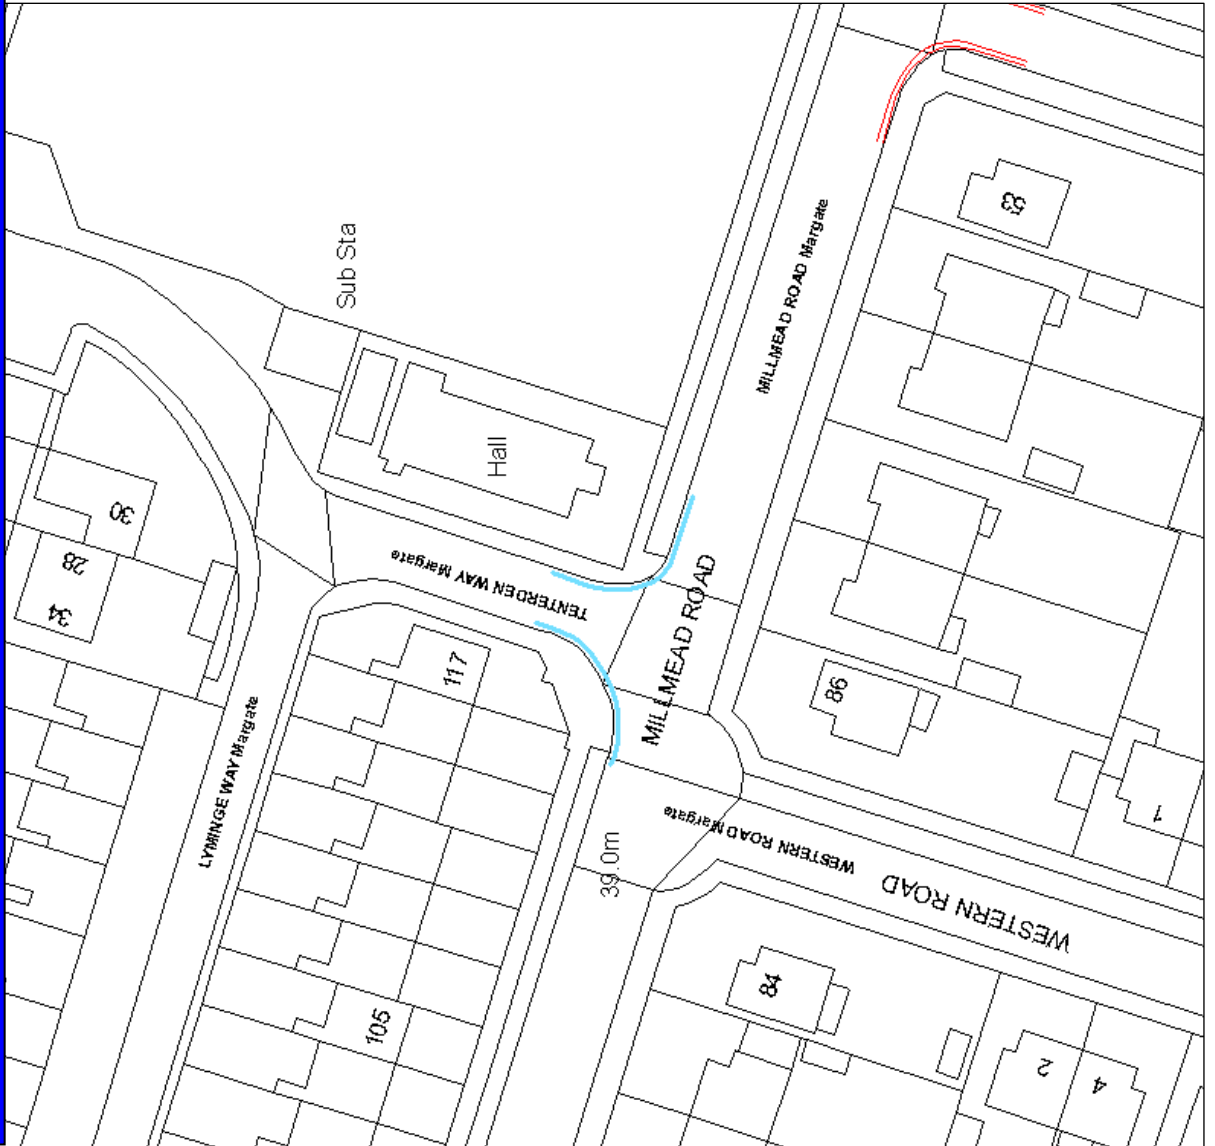 53
Sub Sta
MILLMEAD ROAD Margate
Hall
30
28
34
TENTERDEN WAY Margate
MILLMEAD ROAD
117
86
LYMINGE WAY Margate
WESTERN ROAD Margate
1
39.0m
WESTERN ROAD
84
105
2
4